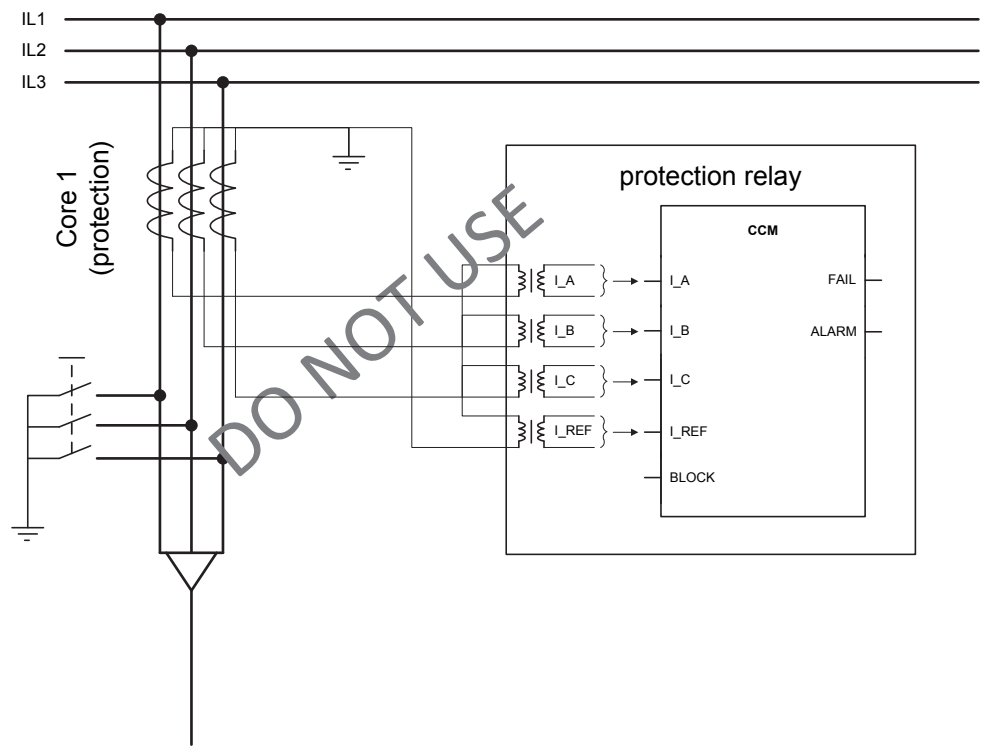 IL1
IL2
IL3
Core 1
(protection)
protection relay
CCM
I_A
I_A
FAIL
I_B
I_B
ALARM
I_C
I_C
I_REF
I_REF
BLOCK
DO NOT USE